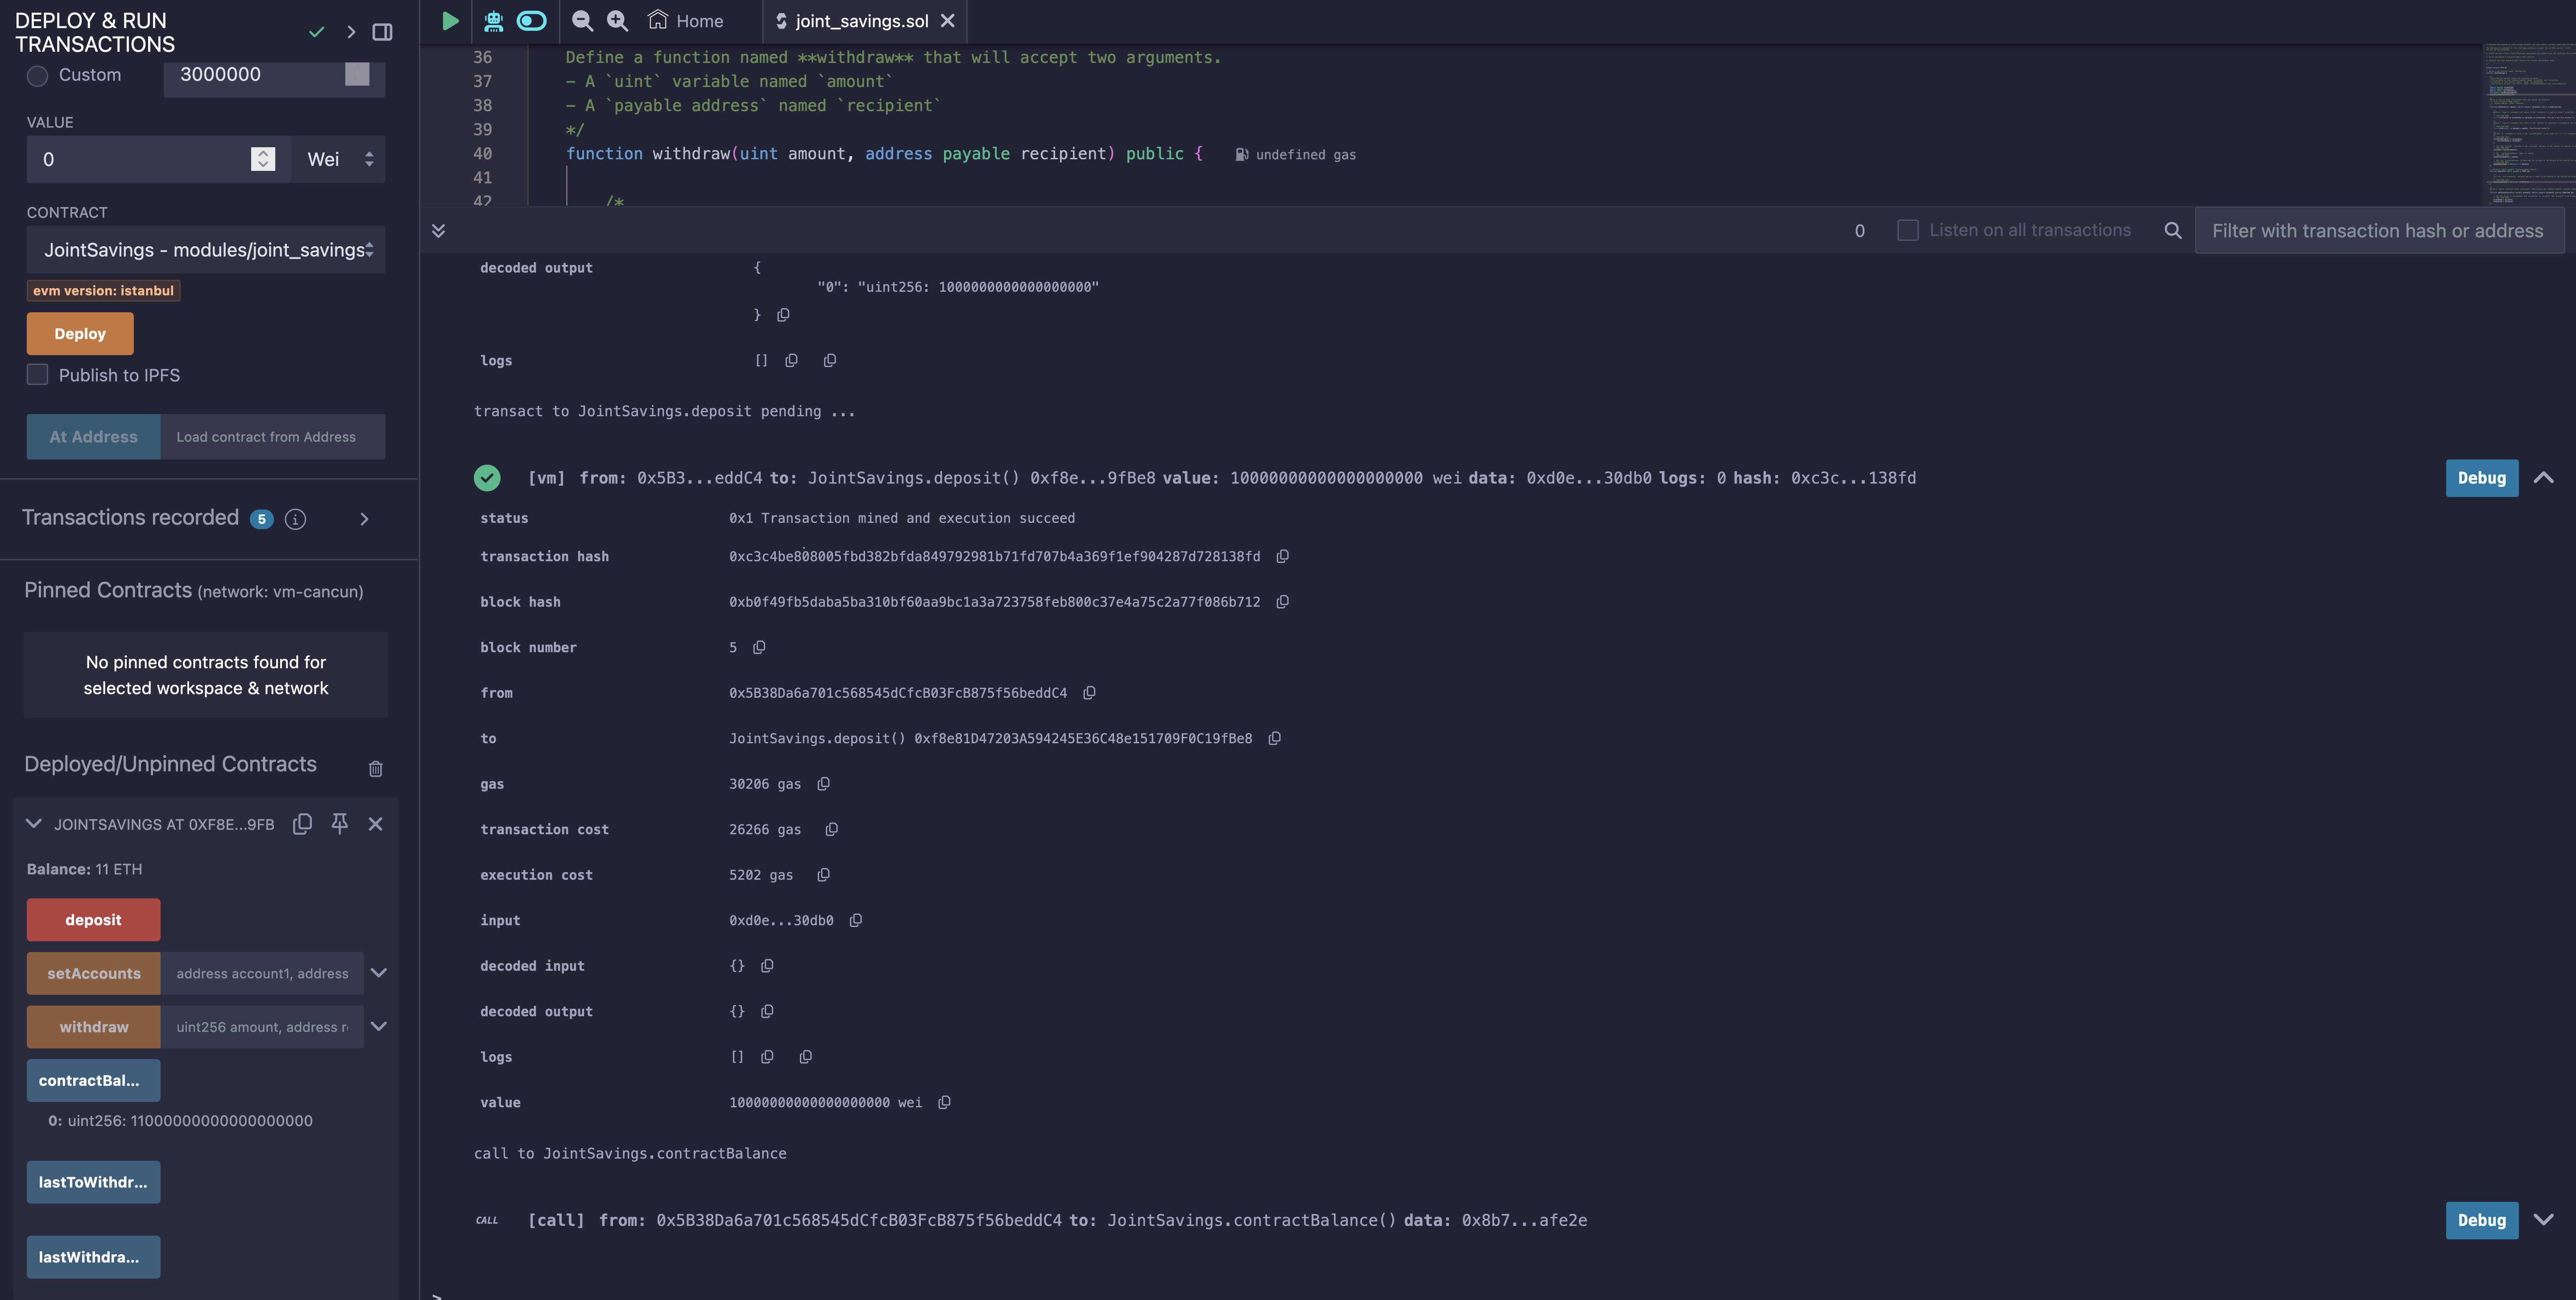 DEPLOY & RUN
TRANSACTIONS
Custom 3000000
VALUE
0 Wei
CONTRACT
JointSavings - modules/joint_savings
evm version: istanbul
Deploy
Publish to IPFS
At Address Load contract from Address
Transactions recorded 5 i
Pinned Contracts (network: vm-cancun)
No pinned contracts found for
selected workspace & network
Deployed/Unpinned Contracts
JOINTSAVINGS AT 0XF8E...9FB
Balance: 11 ETH
deposit
setAccounts address account1, address
withdraw uint256 amount, address r
contractBal...
0: uint256: 11000000000000000000
lastToWithdr...
lastWithdra...
Home joint_savings.sol
36 Define a function named **withdraw** that will accept two arguments.
37 - A `uint` variable named `amount`
38 - A `payable address` named `recipient`
39 */
40 function withdraw(uint amount, address payable recipient) public { undefined gas
41
42 /*
0 Listen on all transactions Filter with transaction hash or address
decoded output {
"0": "uint256: 1000000000000000000"
}
logs []
transact to JointSavings.deposit pending ...
[vm] from: 0x5B3...eddC4 to: JointSavings.deposit() 0xf8e...9fBe8 value: 10000000000000000000 wei data: 0xd0e...30db0 logs: 0 hash: 0xc3c...138fd Debug
status 0x1 Transaction mined and execution succeed
transaction hash 0xc3c4be808005fbd382bfda849792981b71fd707b4a369f1ef904287d728138fd
block hash 0xb0f49fb5daba5ba310bf60aa9bc1a3a723758feb800c37e4a75c2a77f086b712
block number 5
from 0x5B38Da6a701c568545dCfcB03FcB875f56beddC4
to JointSavings.deposit() 0xf8e81D47203A594245E36C48e151709F0C19fBe8
gas 30206 gas
transaction cost 26266 gas
execution cost 5202 gas
input 0xd0e...30db0
decoded input {}
decoded output {}
logs []
value 10000000000000000000 wei
call to JointSavings.contractBalance
CALL [call] from: 0x5B38Da6a701c568545dCfcB03FcB875f56beddC4 to: JointSavings.contractBalance() data: 0x8b7...afe2e Debug
>